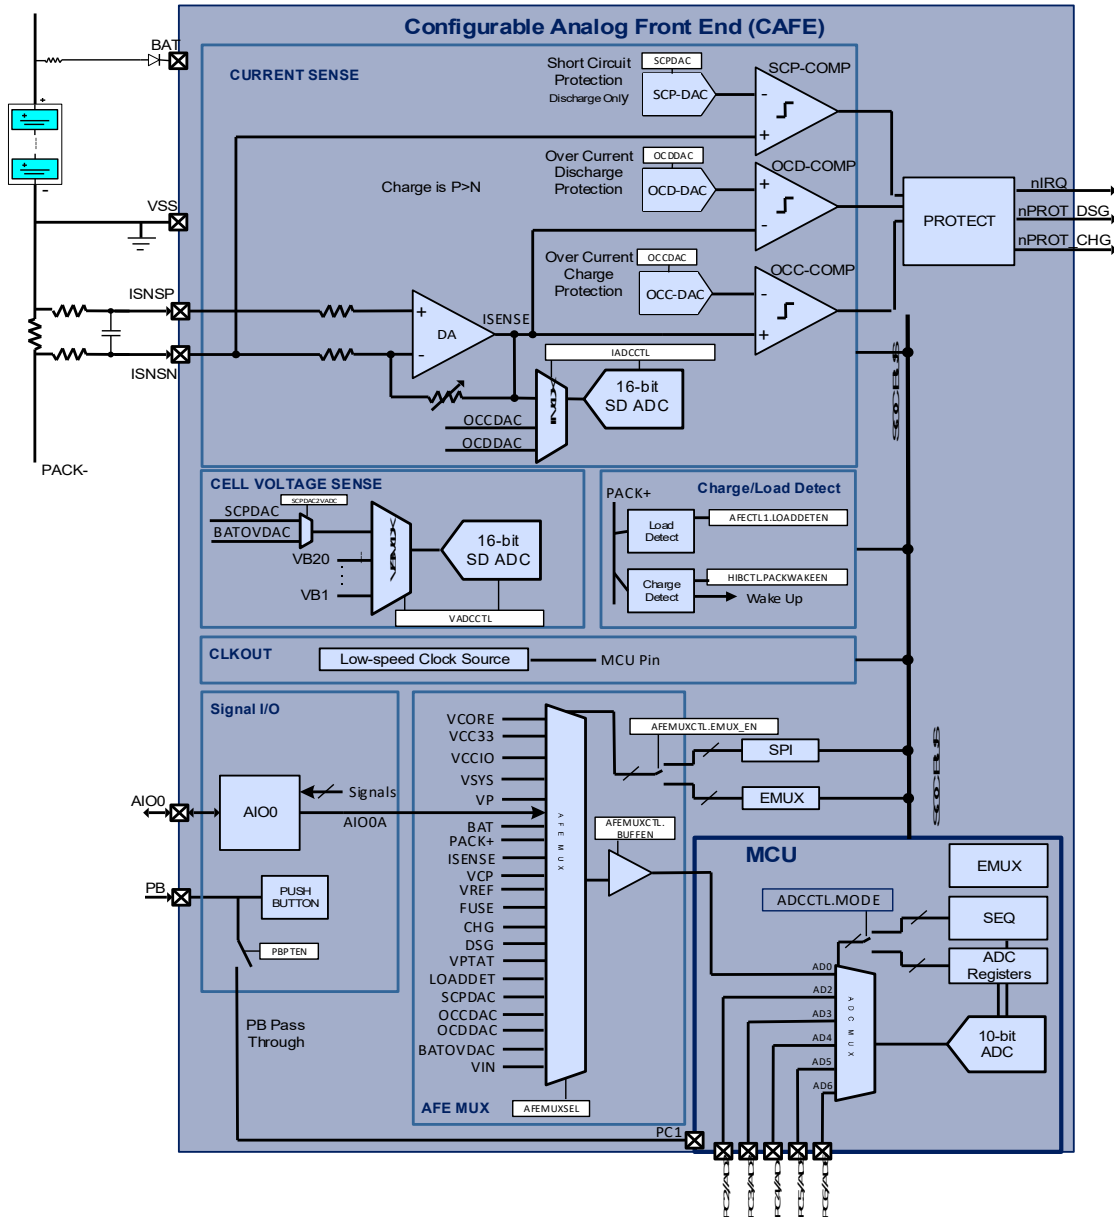 Configurable Analog Front End (CAFE)
BAT
CURRENT SENSE
Short Circuit
Protection
Discharge Only
SCPDAC
SCP-DAC
SCP-COMP
-
+
Over Current
Discharge
Protection
OCDDAC
OCD-DAC
OCD-COMP
+
-
Charge is P>N
VSS
PROTECT
nIRQ
nPROT_DSG
nPROT_CHG
Over Current
Charge
Protection
OCCDAC
OCC-DAC
OCC-COMP
-
+
ISNSP
ISNSN
+
DA
-
ISENSE
IADCCTL
16-bit
SD ADC
OCCDAC
OCDDAC
PACK-
CELL VOLTAGE SENSE
SCPDAC2VADC
SCPDAC
BATOVDAC
VB20
VB1
16-bit
SD ADC
VADCCTL
Charge/Load Detect
PACK+
Load
Detect
AFECTL1.LOADDETEN
Charge
Detect
HIBCTL.PACKWAKEEN
Wake Up
CLKOUT
Low-speed Clock Source
MCU Pin
Signal I/O
AIO0
AIO0
Signals
AIO0A
PB
PUSH
BUTTON
PBPTEN
PB Pass
Through
VCORE
VCC33
VCCIO
VSYS
VP
BAT
PACK+
ISENSE
VCP
VREF
FUSE
CHG
DSG
VPTAT
LOADDET
SCPDAC
OCCDAC
OCDDAC
BATOVDAC
VIN
AFE MUX
AFE MUX
AFEMUXSEL
AFEMUXCTL.EMUX_EN
SPI
EMUX
AFEMUXCTL.
BUFFEN
MCU
EMUX
ADCCTL.MODE
SEQ
ADC
Registers
AD0
AD2
AD3
AD4
AD5
AD6
ADC MUX
10-bit
ADC
PC1